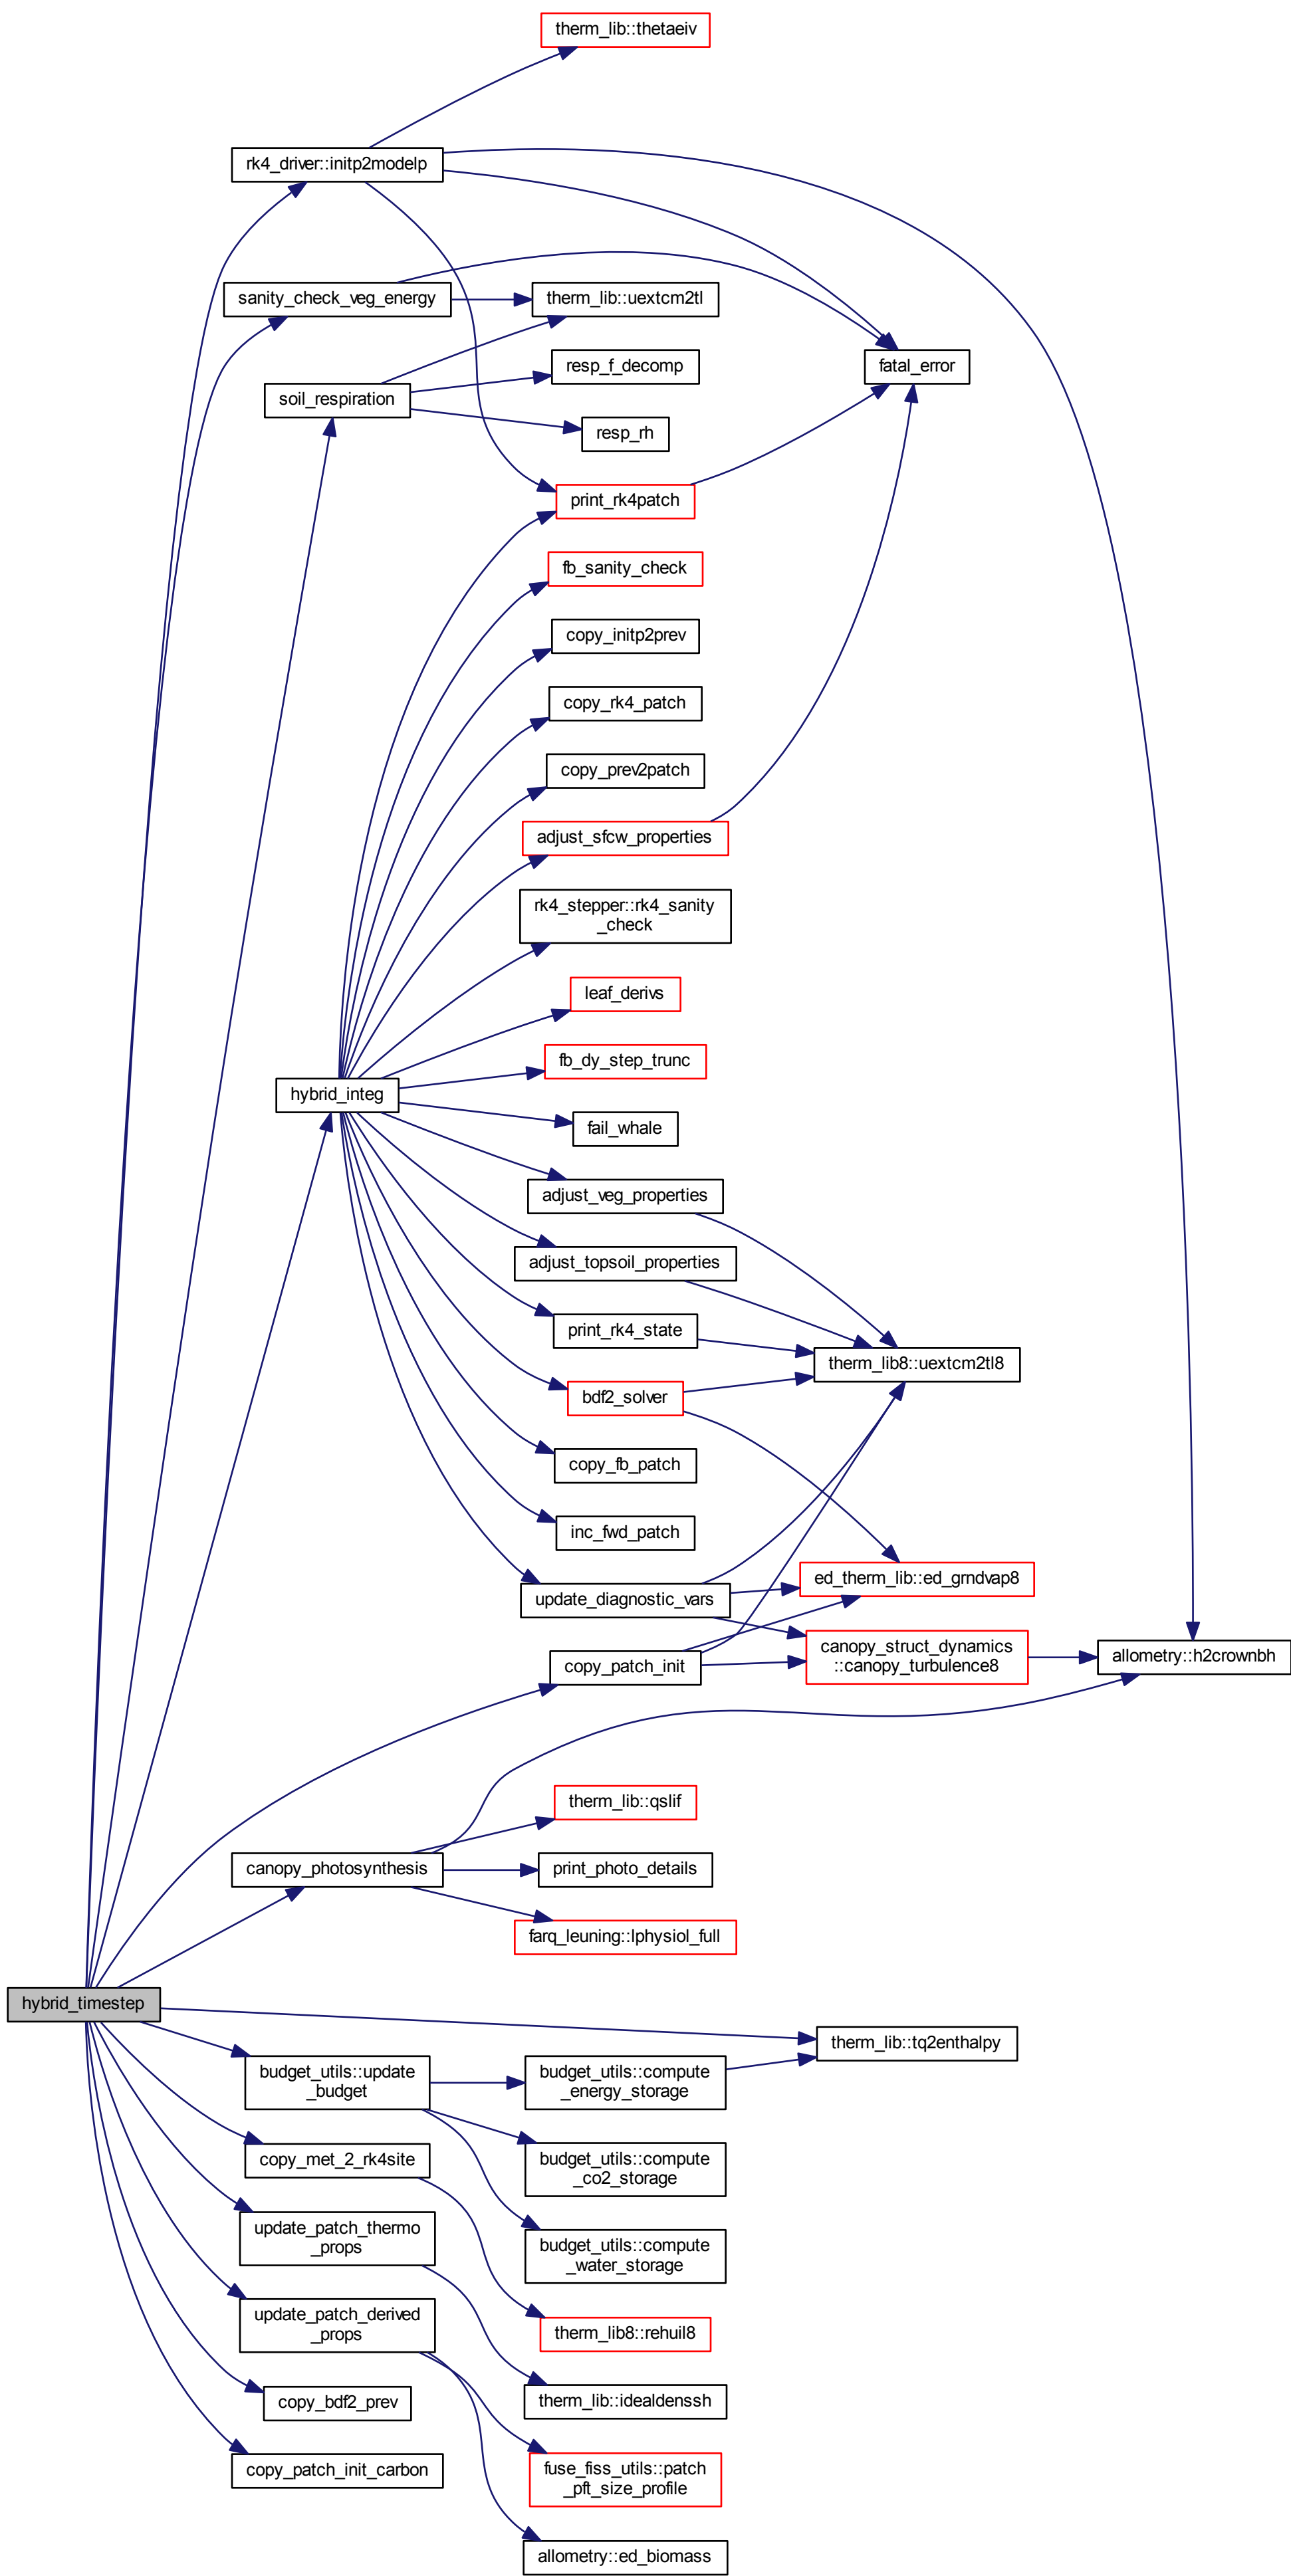 therm_lib::thetaeiv
rk4_driver::initp2modelp
sanity_check_veg_energy
therm_lib::uextcm2tl
resp_f_decomp
fatal_error
soil_respiration
resp_rh
print_rk4patch
fb_sanity_check
copy_initp2prev
copy_rk4_patch
copy_prev2patch
adjust_sfcw_properties
rk4_stepper::rk4_sanity
_check
leaf_derivs
fb_dy_step_trunc
hybrid_integ
fail_whale
adjust_veg_properties
adjust_topsoil_properties
print_rk4_state
therm_lib8::uextcm2tl8
bdf2_solver
copy_fb_patch
inc_fwd_patch
ed_therm_lib::ed_grndvap8
update_diagnostic_vars
canopy_struct_dynamics
::canopy_turbulence8
allometry::h2crownbh
copy_patch_init
therm_lib::qslif
canopy_photosynthesis
print_photo_details
farq_leuning::lphysiol_full
hybrid_timestep
therm_lib::tq2enthalpy
budget_utils::update
_budget
budget_utils::compute
_energy_storage
copy_met_2_rk4site
budget_utils::compute
_co2_storage
update_patch_thermo
_props
budget_utils::compute
_water_storage
update_patch_derived
_props
therm_lib8::rehuil8
copy_bdf2_prev
therm_lib::idealdenssh
copy_patch_init_carbon
fuse_fiss_utils::patch
_pft_size_profile
allometry::ed_biomass